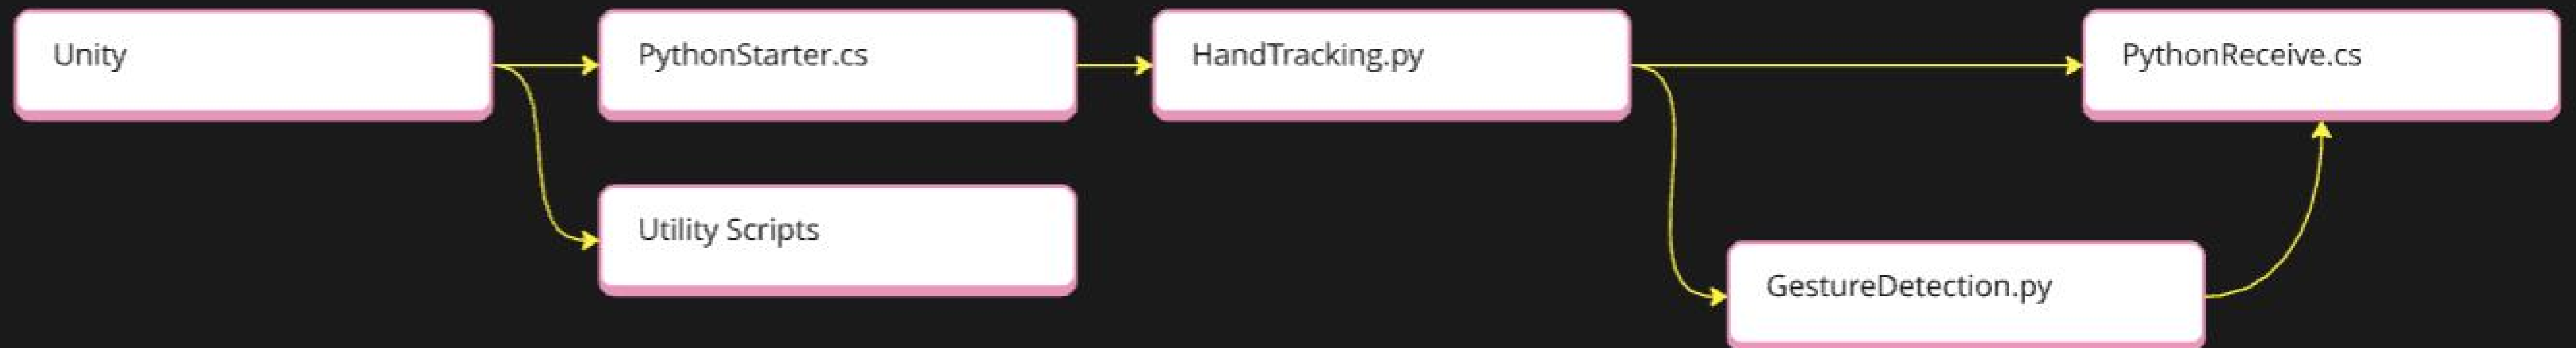 Unity
PythonStarter.cs
HandTracking.py
PythonReceive.cs
Utility Scripts
GestureDetection.py